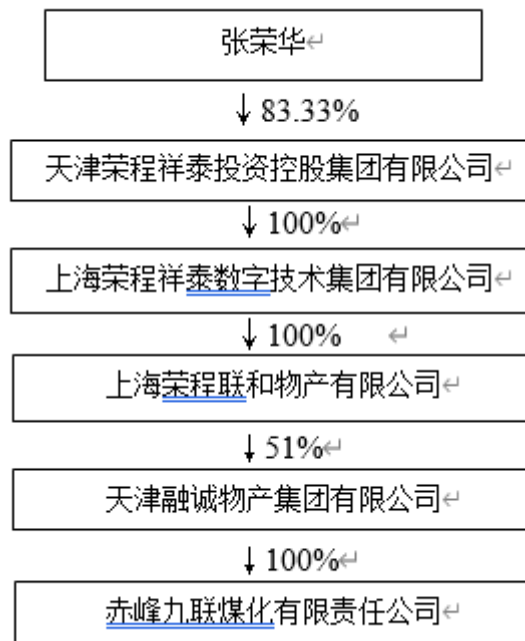 张荣华
83.33%
天津荣程祥泰投资控股集团有限公司
100%
上海荣程祥泰数字技术集团有限公司
100%
上海荣程联和物产有限公司
51%
天津融诚物产集团有限公司
100%
赤峰九联煤化有限责任公司